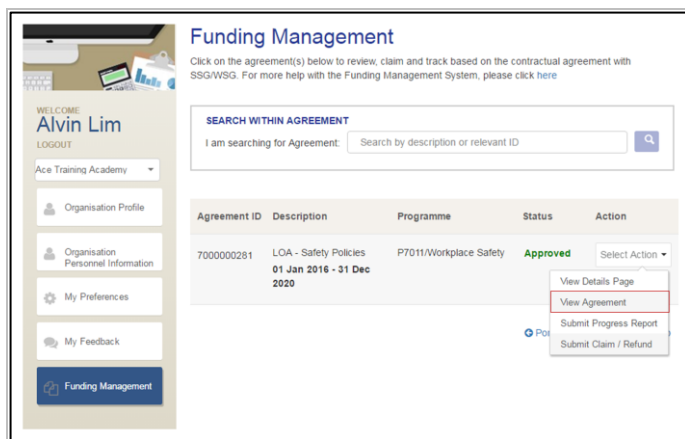 Funding Management
Click on the agreement(s) below to review, claim and track based on the contractual agreement with
SSG/WSG. For more help with the Funding Management System, please click here
WELCOME
Alvin Lim
LOGOUT
Ace Training Academy
Organisation Profile
Organisation
Personnel Information
My Preferences
My Feedback
Funding Management
SEARCH WITHIN AGREEMENT
I am searching for Agreement: Search by description or relevant ID
Agreement ID Description Programme Status Action
7000000281 LOA - Safety Policies P7011/Workplace Safety Approved Select Action
01 Jan 2016 - 31 Dec
2020
View Details Page
View Agreement
Submit Progress Report
Submit Claim / Refund